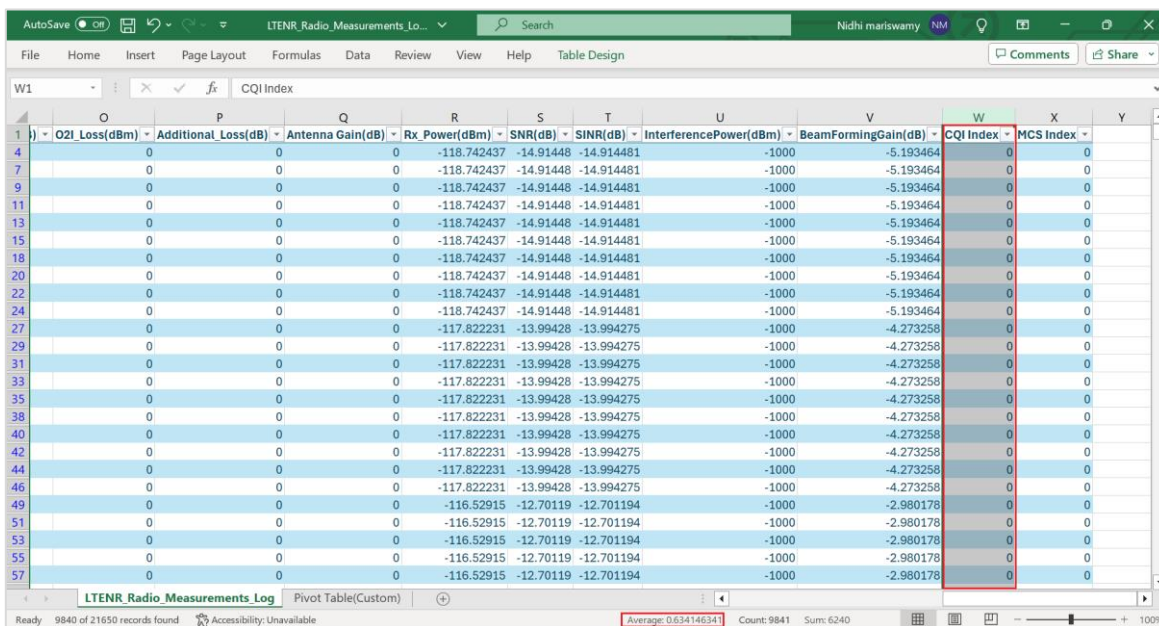 AutoSave Off LTENR_Radio_Measurements_Lo... Search Nidhi mariswamy NM
File Home Insert Page Layout Formulas Data Review View Help Table Design Comments Share
W1 fx CQI Index
O P Q R S T U V W X Y
1 3) O2I_Loss(dBm) Additional_Loss(dB) Antenna Gain(dB) Rx_Power(dBm) SNR(dB) SINR(dB) InterferencePower(dBm) BeamFormingGain(dB) CQI Index MCS Index
4 0 0 0 -118.742437 -14.91448 -14.914481 -1000 -5.193464 0 0
7 0 0 0 -118.742437 -14.91448 -14.914481 -1000 -5.193464 0 0
9 0 0 0 -118.742437 -14.91448 -14.914481 -1000 -5.193464 0 0
11 0 0 0 -118.742437 -14.91448 -14.914481 -1000 -5.193464 0 0
13 0 0 0 -118.742437 -14.91448 -14.914481 -1000 -5.193464 0 0
15 0 0 0 -118.742437 -14.91448 -14.914481 -1000 -5.193464 0 0
18 0 0 0 -118.742437 -14.91448 -14.914481 -1000 -5.193464 0 0
20 0 0 0 -118.742437 -14.91448 -14.914481 -1000 -5.193464 0 0
22 0 0 0 -118.742437 -14.91448 -14.914481 -1000 -5.193464 0 0
24 0 0 0 -118.742437 -14.91448 -14.914481 -1000 -5.193464 0 0
27 0 0 0 -117.822231 -13.99428 -13.994275 -1000 -4.273258 0 0
29 0 0 0 -117.822231 -13.99428 -13.994275 -1000 -4.273258 0 0
31 0 0 0 -117.822231 -13.99428 -13.994275 -1000 -4.273258 0 0
33 0 0 0 -117.822231 -13.99428 -13.994275 -1000 -4.273258 0 0
35 0 0 0 -117.822231 -13.99428 -13.994275 -1000 -4.273258 0 0
38 0 0 0 -117.822231 -13.99428 -13.994275 -1000 -4.273258 0 0
40 0 0 0 -117.822231 -13.99428 -13.994275 -1000 -4.273258 0 0
42 0 0 0 -117.822231 -13.99428 -13.994275 -1000 -4.273258 0 0
44 0 0 0 -117.822231 -13.99428 -13.994275 -1000 -4.273258 0 0
46 0 0 0 -117.822231 -13.99428 -13.994275 -1000 -4.273258 0 0
49 0 0 0 -116.52915 -12.70119 -12.701194 -1000 -2.980178 0 0
51 0 0 0 -116.52915 -12.70119 -12.701194 -1000 -2.980178 0 0
53 0 0 0 -116.52915 -12.70119 -12.701194 -1000 -2.980178 0 0
55 0 0 0 -116.52915 -12.70119 -12.701194 -1000 -2.980178 0 0
57 0 0 0 -116.52915 -12.70119 -12.701194 -1000 -2.980178 0 0
LTENR_Radio_Measurements_Log Pivot Table(Custom)
Ready 9840 of 21650 records found Accessibility: Unavailable Average: 0.634146341 Count: 9841 Sum: 6240 100%